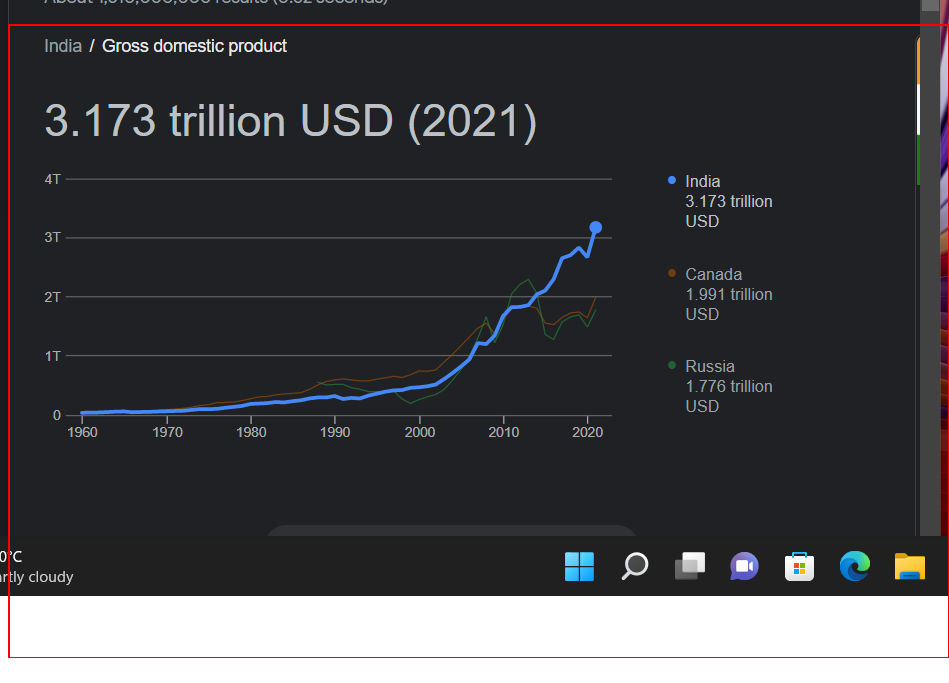 India / Gross domestic product
3.173 trillion USD (2021)
4T
3T
2T
1T
0
1960 1970 1980 1990 2000 2010 2020
India
3.173 trillion
USD
Canada
1.991 trillion
USD
Russia
1.776 trillion
USD
0°C
artly cloudy